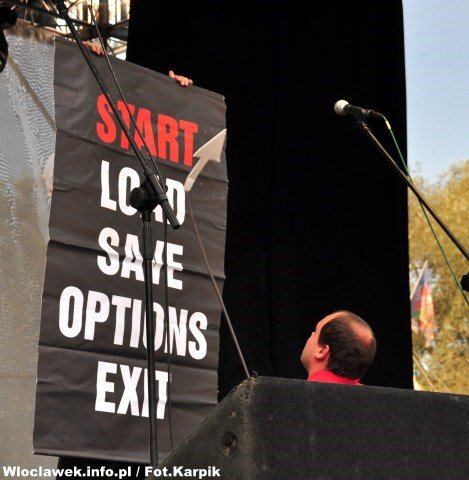 START
LOAD
SAVE
OPTIONS
EXIT
Wloclawek.info.pl / Fot.Karpik